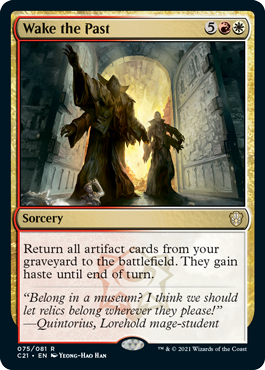 Wake the Past 5
Sorcery
Return all artifact cards from your
graveyard to the battlefield. They gain
haste until end of turn.
“Belong in a museum? I think we should
let relics belong wherever they please!”
—Quintorius, Lorehold mage-student
075/081 R
C21 • EN Yeong-Hao Han
™ & © 2021 Wizards of the Coast